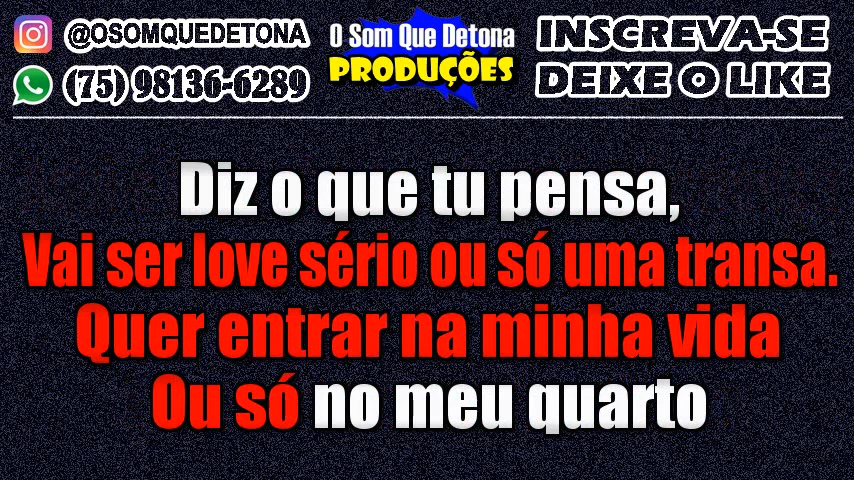 @OSOMQUEDETONA
(75) 98136-6289
O Som Que Detona
PRODUÇÕES
INSCREVA-SE
DEIXE O LIKE
Diz o que tu pensa,
Vai ser love sério ou só uma transa.
Quer entrar na minha vida
Ou só no meu quarto